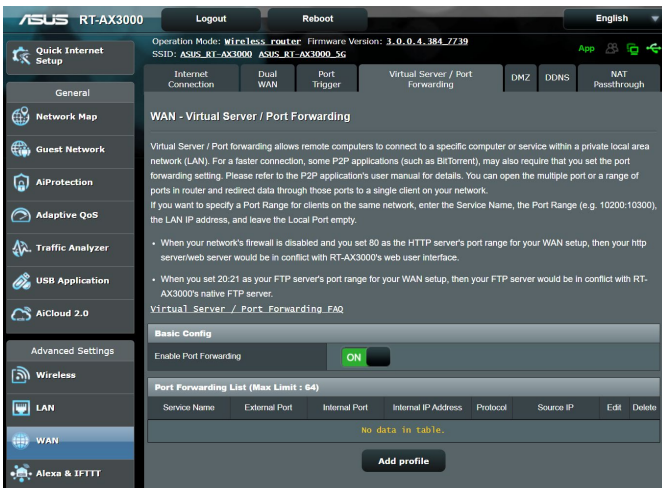 ASUS RT-AX3000 Logout Reboot English
Operation Mode: Wireless router Firmware Version: 3.0.0.4.384_7739
SSID: ASUS_RT-AX3000 ASUS_RT-AX3000_5G
App
Quick Internet
Setup
General
Network Map
Guest Network
AiProtection
Adaptive QoS
Traffic Analyzer
USB Application
AiCloud 2.0
Advanced Settings
Wireless
LAN
WAN
Alexa & IFTTT
Internet
Connection
Dual
WAN
Port
Trigger
Virtual Server / Port
Forwarding
DMZ
DDNS
NAT
Passthrough
WAN - Virtual Server / Port Forwarding
Virtual Server / Port forwarding allows remote computers to connect to a specific computer or service within a private local area
network (LAN). For a faster connection, some P2P applications (such as BitTorrent), may also require that you set the port
forwarding setting. Please refer to the P2P application's user manual for details. You can open the multiple port or a range of
ports in router and redirect data through those ports to a single client on your network.
If you want to specify a Port Range for clients on the same network, enter the Service Name, the Port Range (e.g. 10200:10300),
the LAN IP address, and leave the Local Port empty.
• When your network's firewall is disabled and you set 80 as the HTTP server's port range for your WAN setup, then your http
server/web server would be in conflict with RT-AX3000's web user interface.
• When you set 20:21 as your FTP server's port range for your WAN setup, then your FTP server would be in conflict with RT-
AX3000's native FTP server.
Virtual Server / Port Forwarding FAQ
Basic Config
Enable Port Forwarding ON
Port Forwarding List (Max Limit : 64)
Service Name External Port Internal Port Internal IP Address Protocol Source IP Edit Delete
No data in table.
Add profile